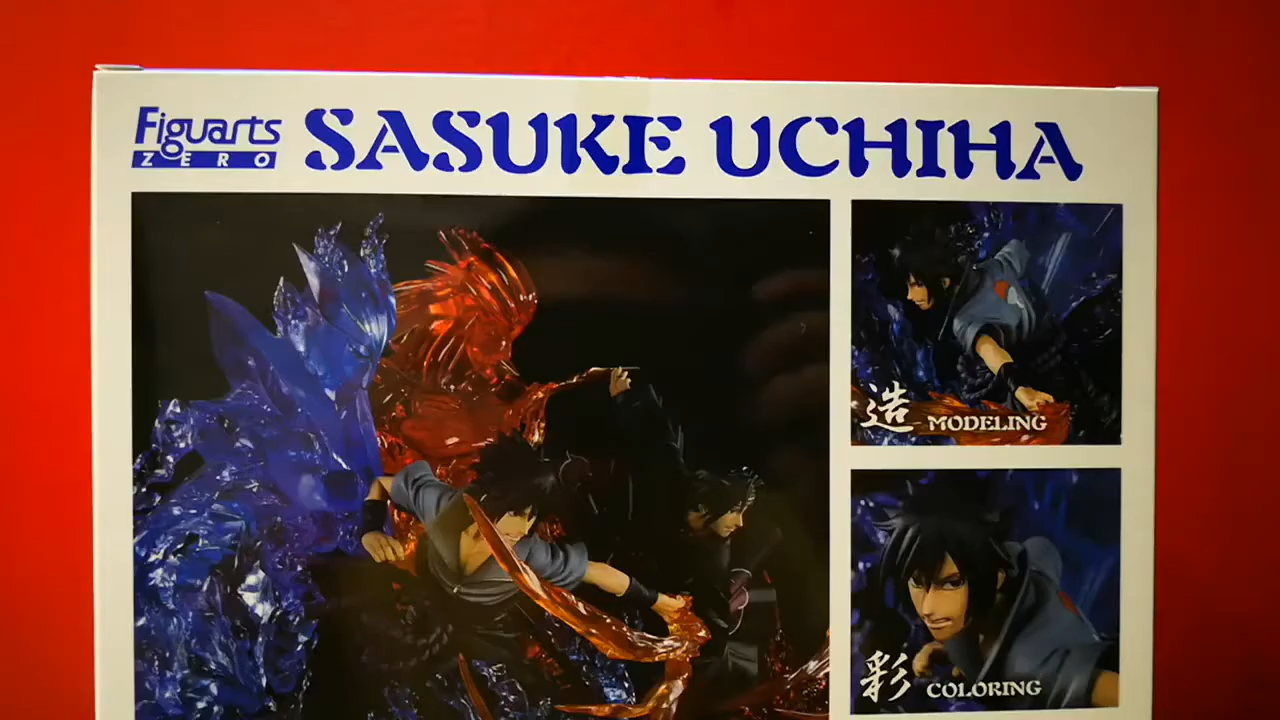 Figuarts
ZERO
SASUKE UCHIHA
造 MODELING
彩 COLORING